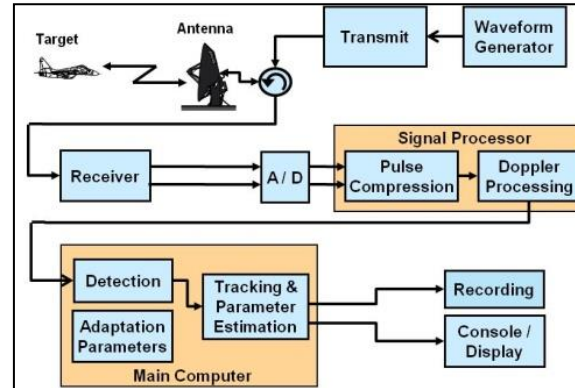 Target
Antenna
Transmit
Waveform
Generator
Signal Processor
Receiver
A / D
Pulse
Compression
Doppler
Processing
Detection
Adaptation
Parameters
Tracking &
Parameter
Estimation
Main Computer
Recording
Console /
Display